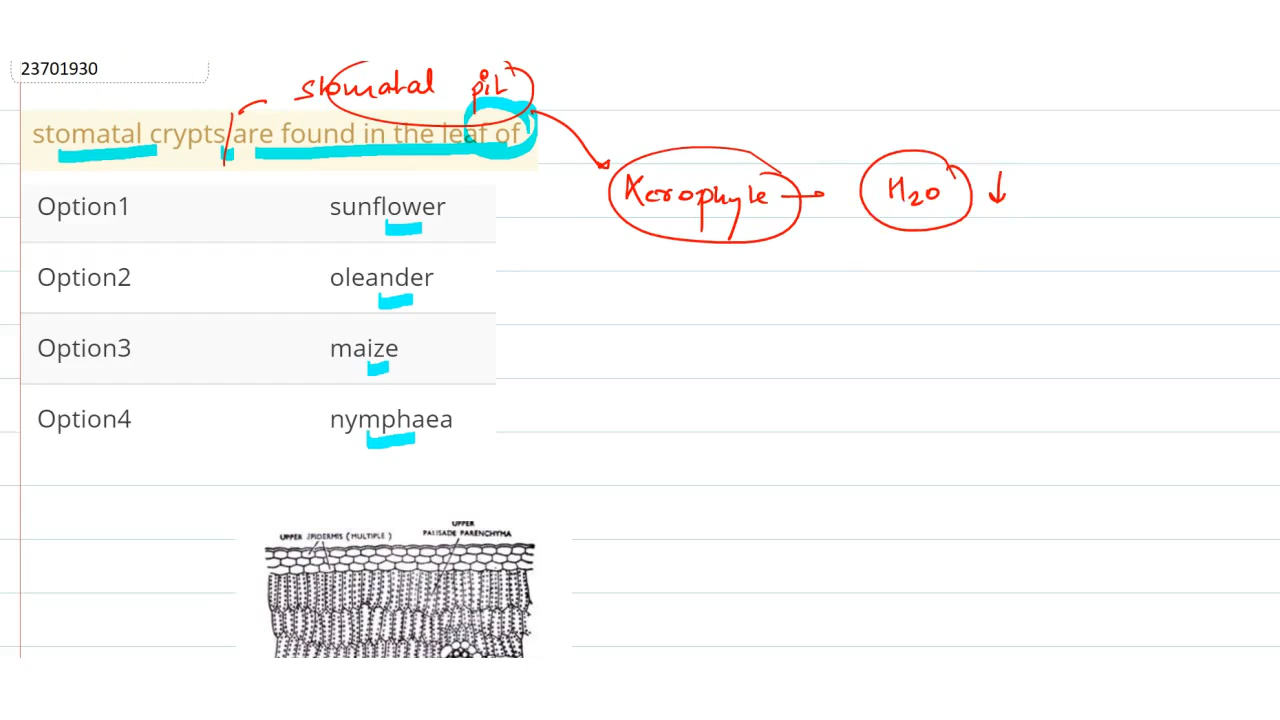 23701930
stomatal pit
stomatal crypts are found in the leaf of
Xerophyte → H2O ↓
Option1 sunflower
Option2 oleander
Option3 maize
Option4 nymphaea
UPPER
UPPER EPIDERMIS (MULTIPLE) PALISADE PARENCHYMA